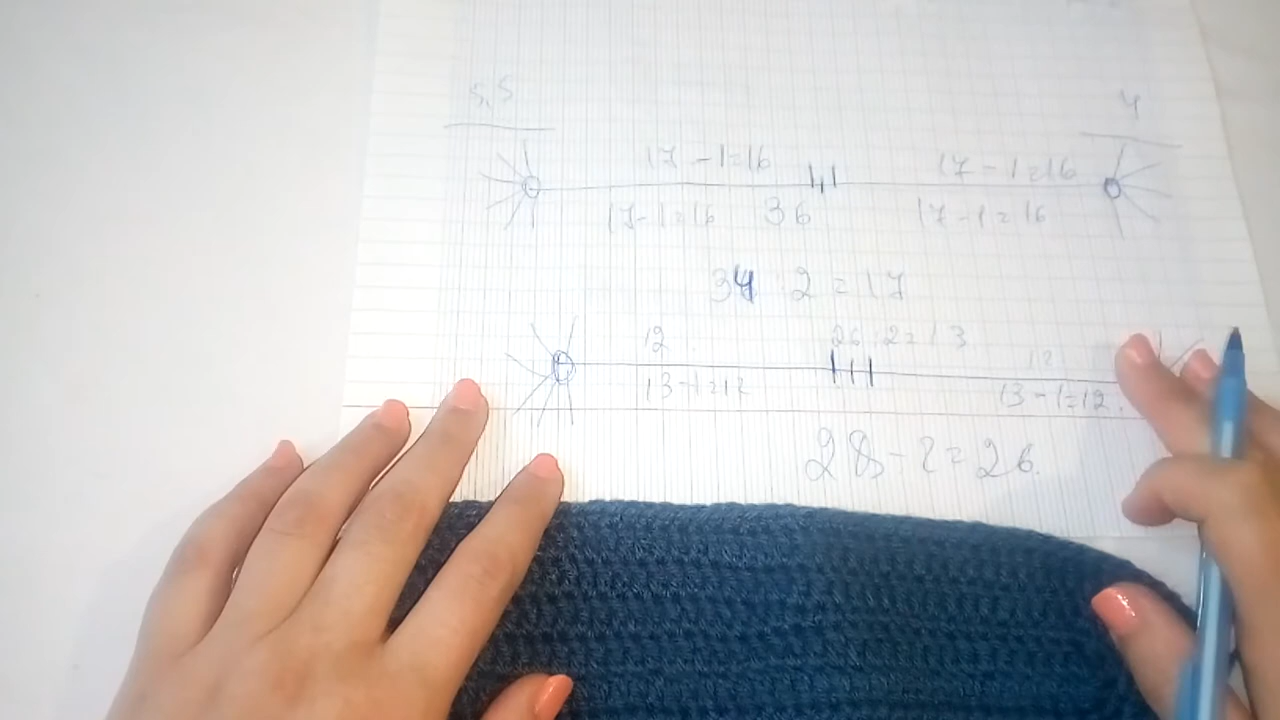 5,5 4
17 - 1 = 16 17 - 1 = 16
17 - 1 = 16 36 17 - 1 = 16
34 : 2 = 17
12 26 : 2 = 13 12
13 - 1 = 12 13 - 1 = 12
28 - 2 = 26